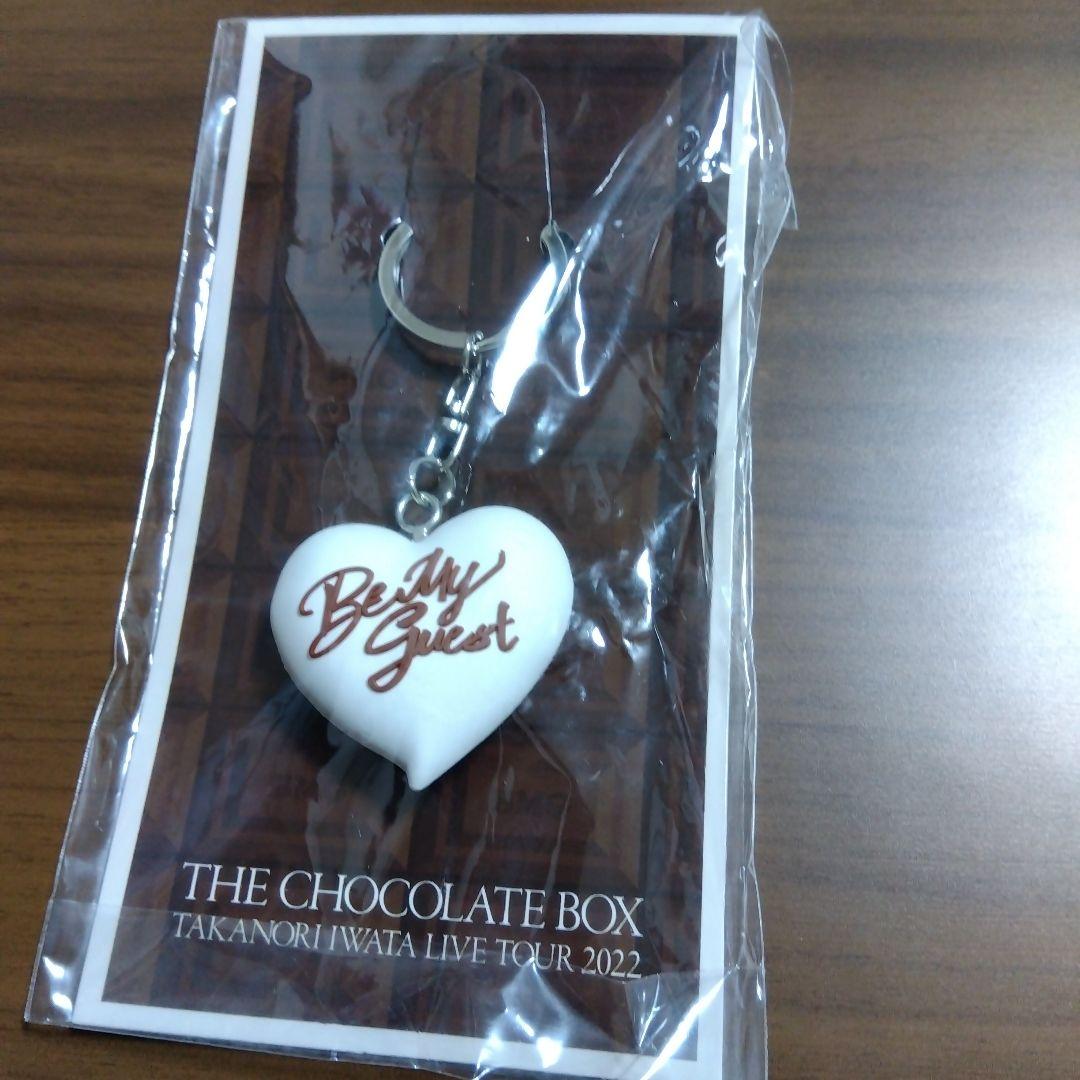 Be My
Guest
THE CHOCOLATE BOX
TAKANORI IWATA LIVE TOUR 2022